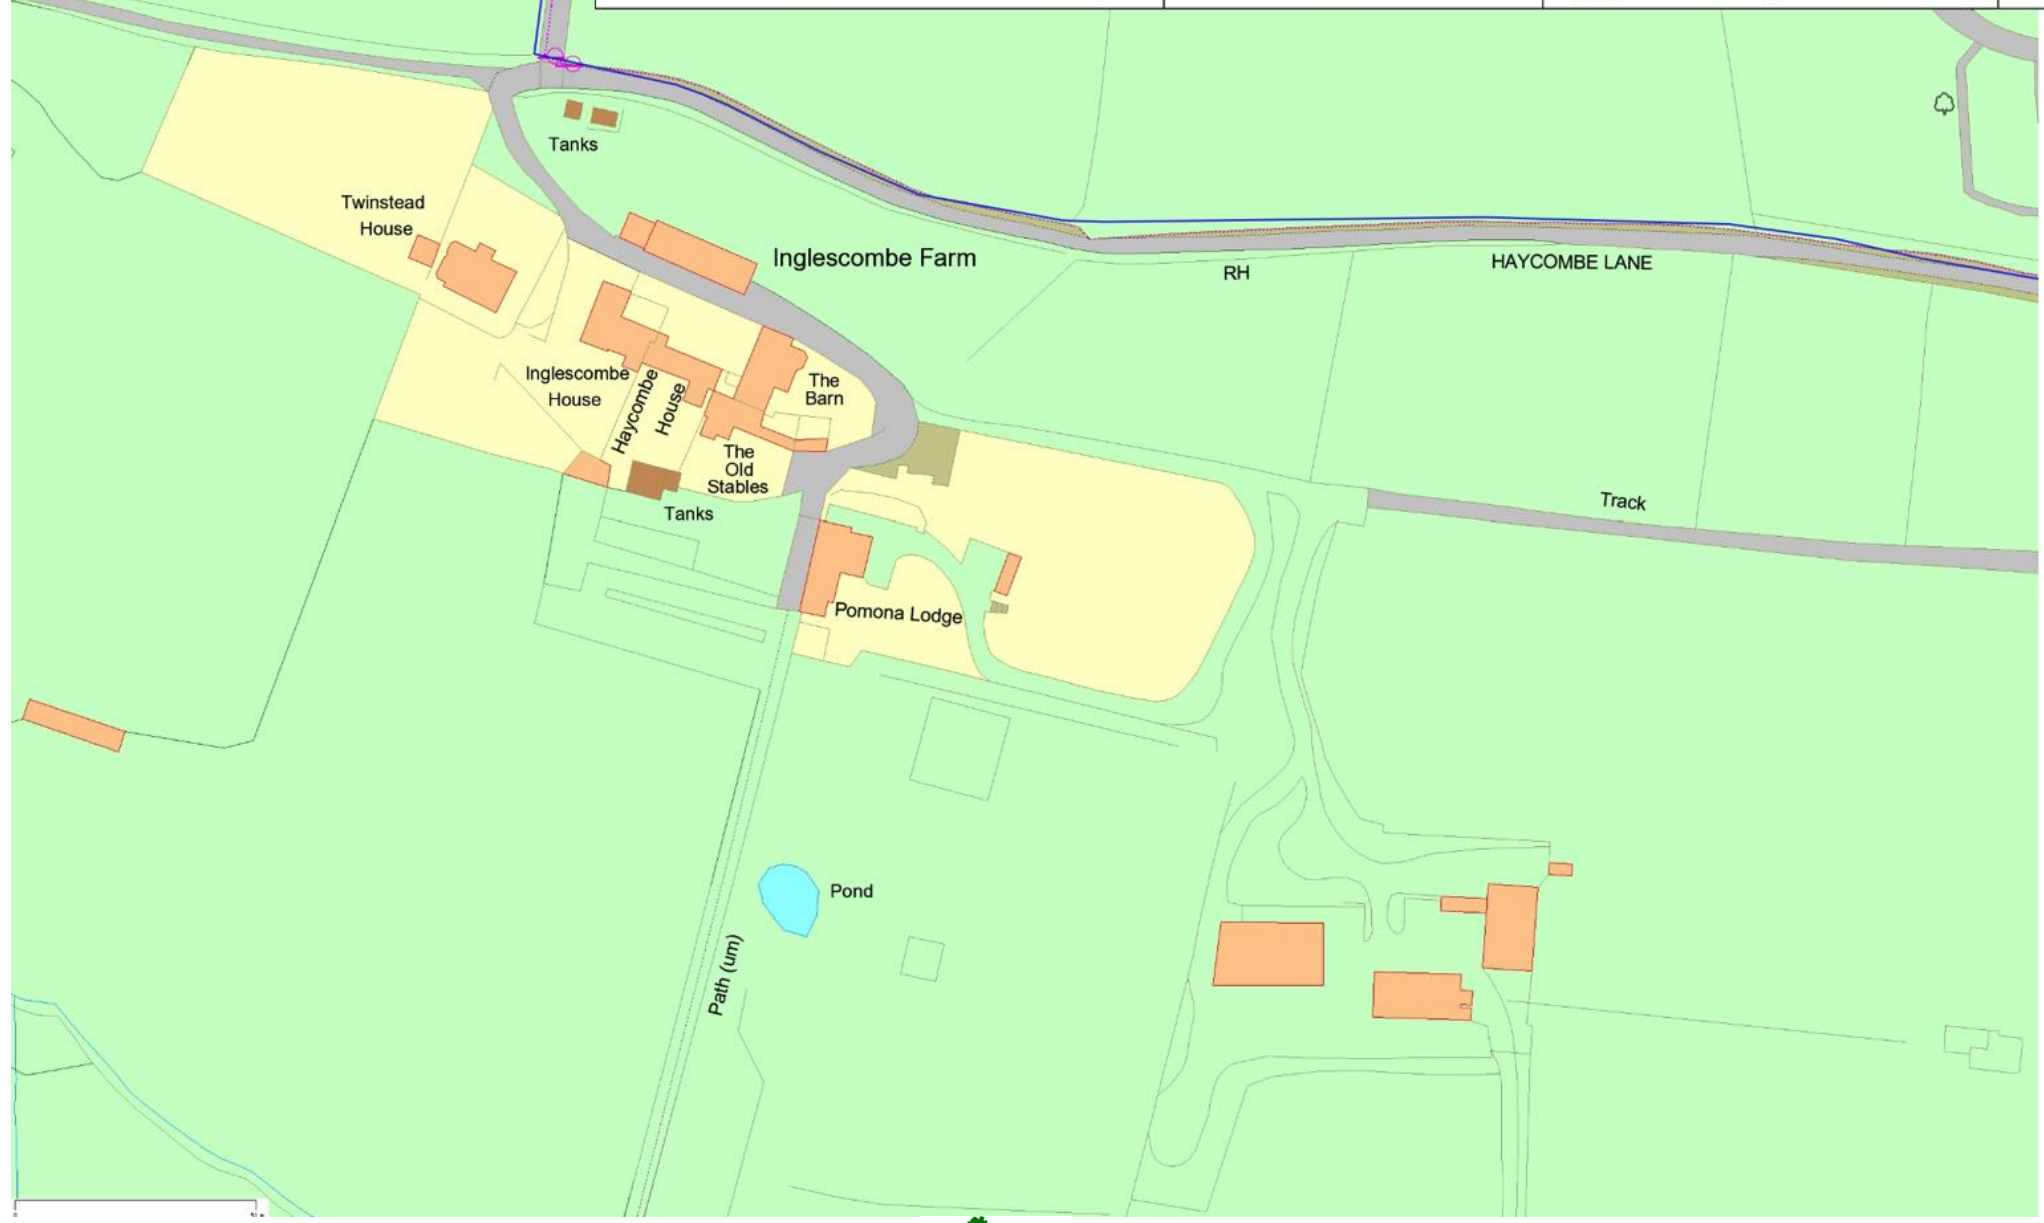 Tanks
Twinstead
House
Inglescombe Farm
RH
HAYCOMBE LANE
Inglescombe
House
Haycombe
House
The
Barn
The
Old
Stables
Tanks
Track
Pomona Lodge
Pond
Path (um)